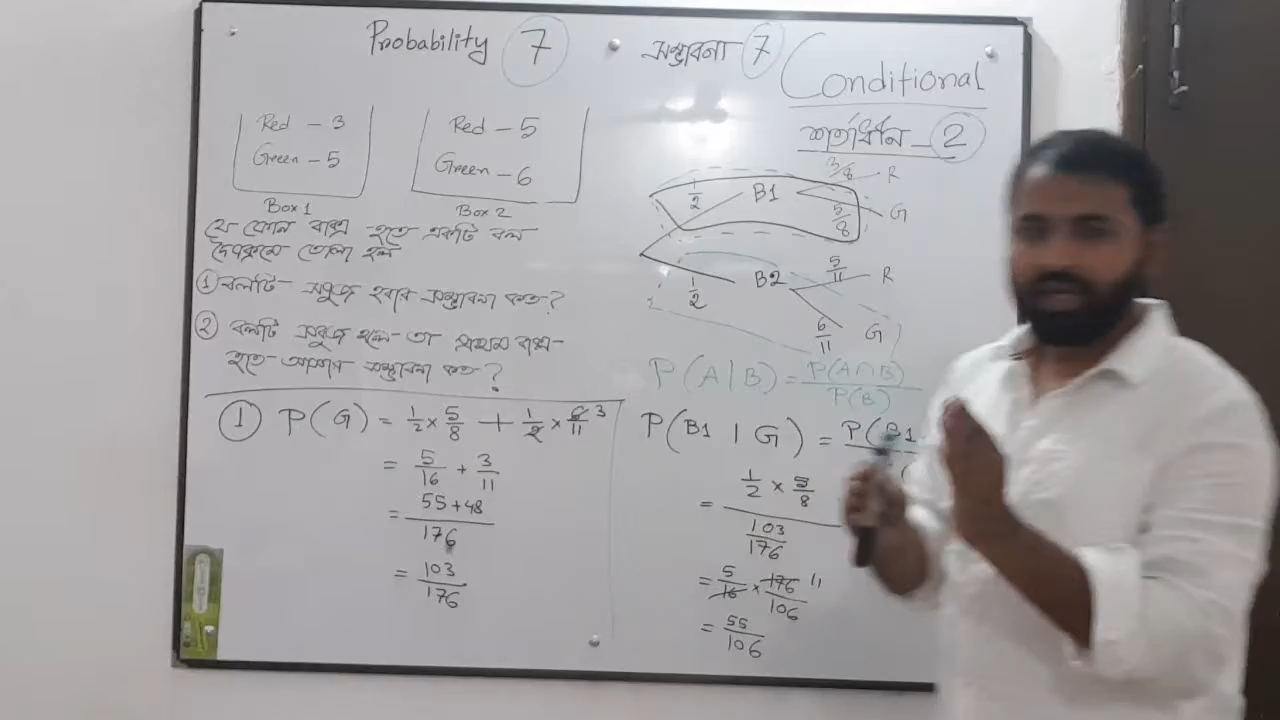 Probability 7
সম্ভাবনা 7
Conditional
শর্তাধীন - 2
Red - 3
Green - 5
Box 1
Red - 5
Green - 6
Box 2
যে কোন বাক্স হতে একটি বল
দৈবক্রমে তোলা হল
① বলটি সবুজ হবার সম্ভাবনা কত?
② বলটি সবুজ হলে তা প্রথম বাক্স
হতে আসার সম্ভাবনা কত?
1/2 B1 3/8 R
5/8 G
1/2 B2 5/11 R
6/11 G
P(A|B) = P(A∩B)/P(B)
① P(G) = 1/2 × 5/8 + 1/2 × 6/11 3
= 5/16 + 3/11
= 55+48/176
= 103/176
P(B1 | G) = P(B1
= 1/2 × 5/8 / 103/176
= 5/16 × 176/106 11
= 55/106